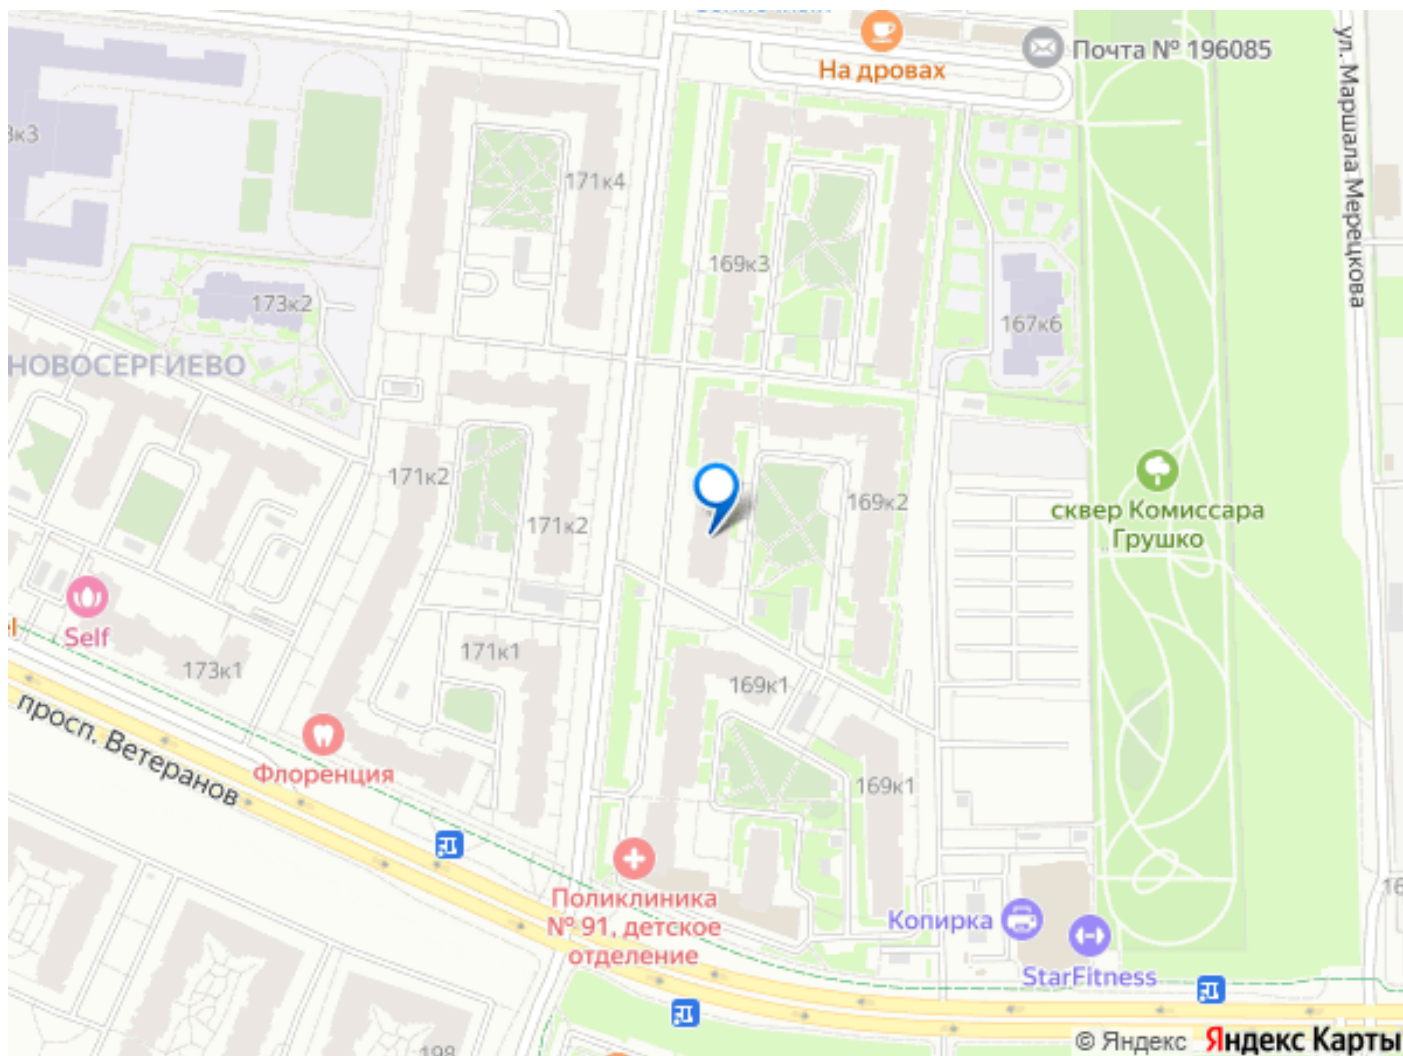 На дровах
Почта № 196085
ул. Маршала Мерецкова
171к4
169к3
173к2
167к6
НОВОСЕРГИЕВО
171к2
169к2
171к2
сквер Комиссара
Грушко
Self
171к1
173к1
169к1
просп. Ветеранов
Флоренция
169к1
Поликлиника
№ 91, детское
отделение
Копирка
StarFitness
© Яндекс Яндекс Карты